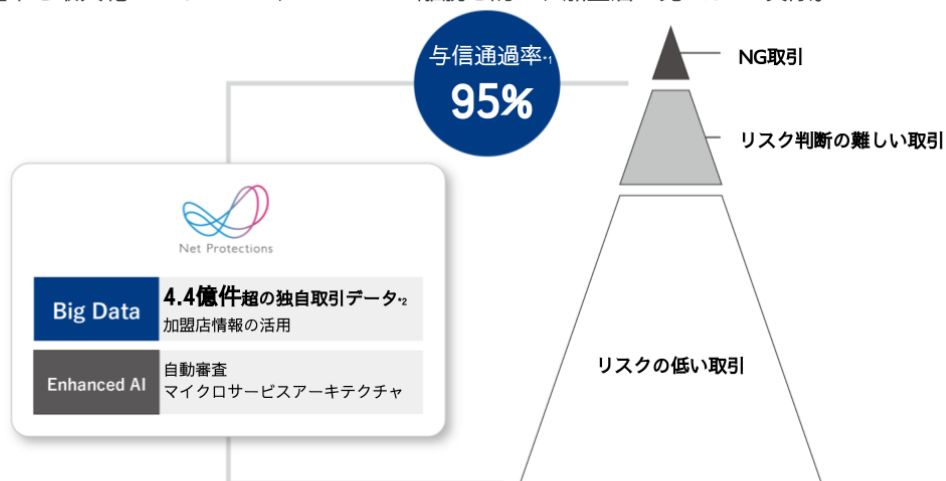 与信通過率*1
95%
NG取引
リスク判断の難しい取引
Net Protections
Big Data
4.4億件超の独自取引データ*2
加盟店情報の活用
Enhanced AI
自動審査
マイクロサービスアーキテクチャ
リスクの低い取引